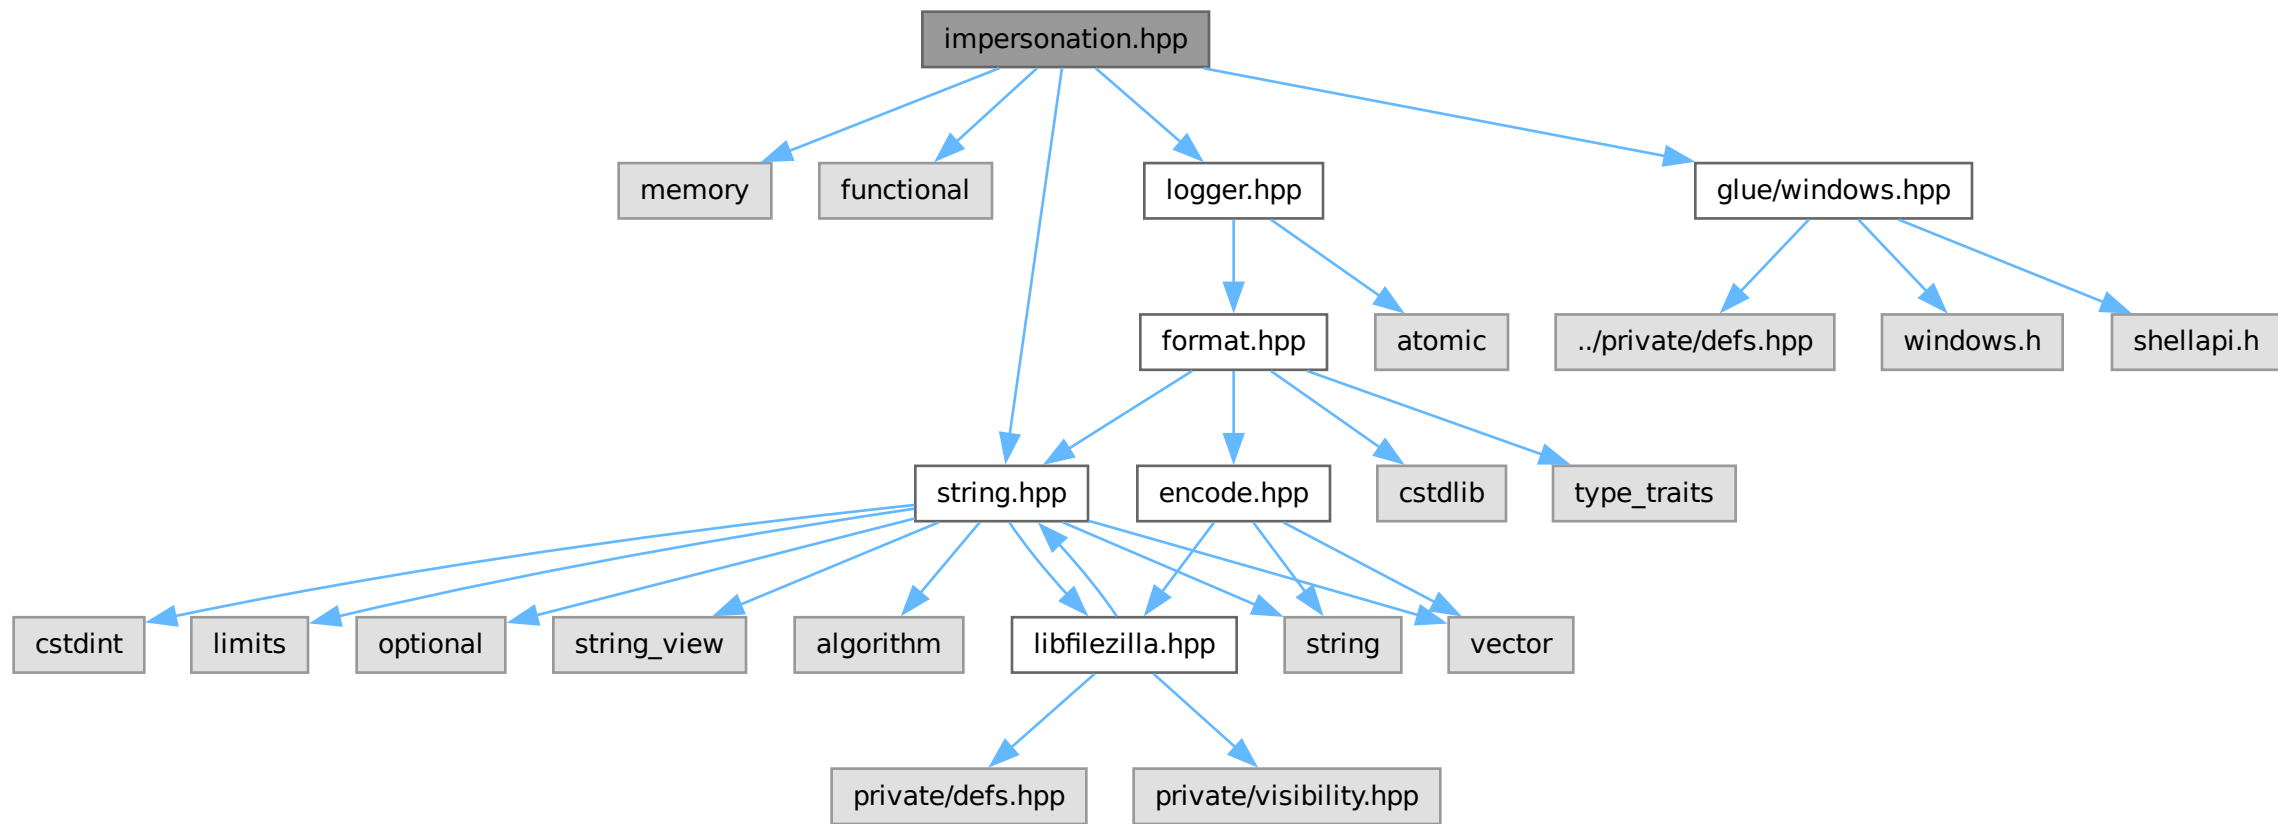 impersonation.hpp
memory
functional
logger.hpp
glue/windows.hpp
format.hpp
atomic
../private/defs.hpp
windows.h
shellapi.h
string.hpp
encode.hpp
cstdlib
type_traits
cstdint
limits
optional
string_view
algorithm
libfilezilla.hpp
string
vector
private/defs.hpp
private/visibility.hpp